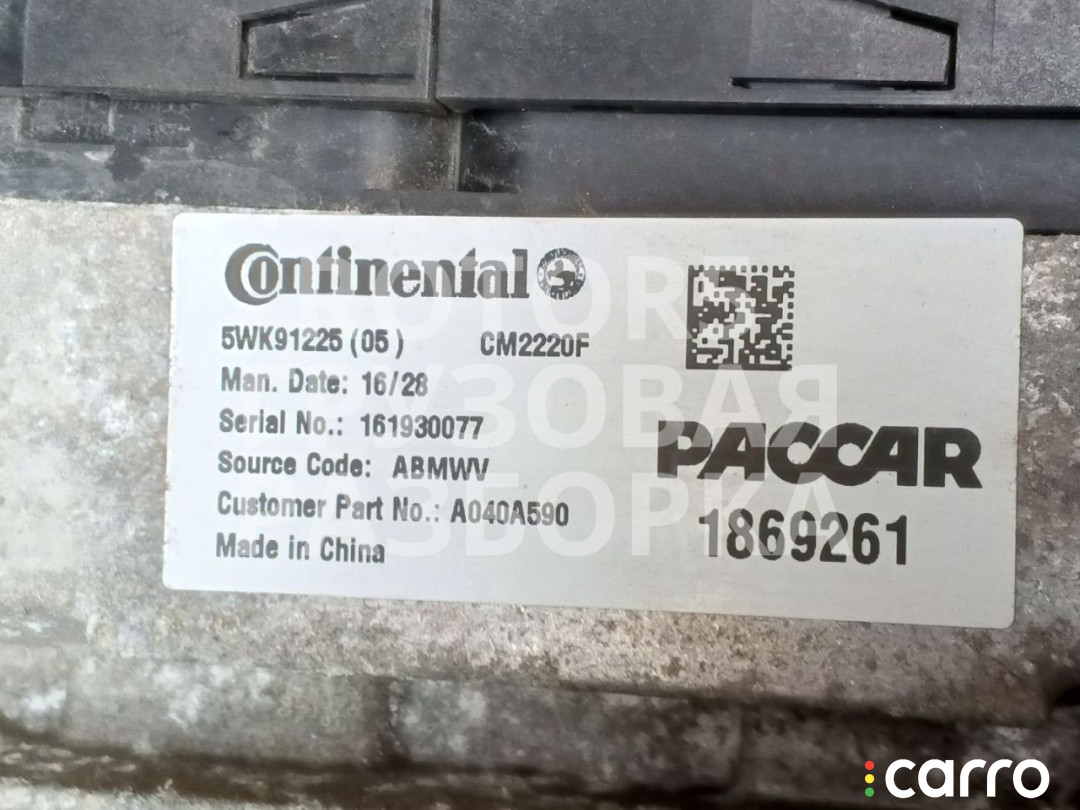 Continental
5WK91225 (05) CM2220F
Man. Date: 16/28
Serial No.: 161930077
Source Code: ABMWV
Customer Part No.: A040A590
Made in China
PACCAR
1869261
ROTORF
ГРУЗОВАЯ
РАЗБОРКА
carro